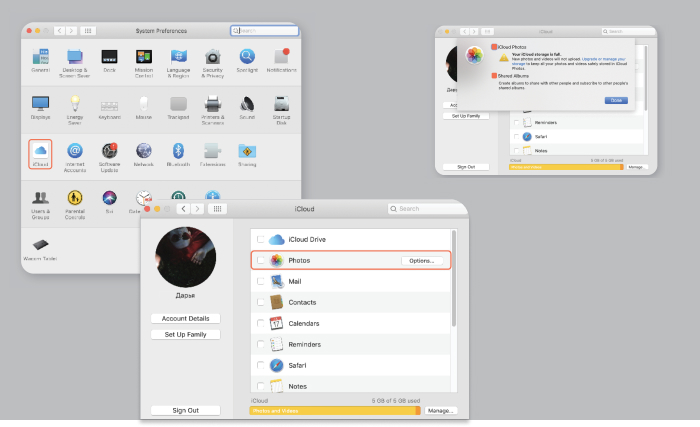 System Preferences
Search
General
Desktop &
Screen Saver
Dock
Mission
Control
Language
& Region
Security
& Privacy
Spotlight
Notifications
Displays
Energy
Saver
Keyboard
Mouse
Trackpad
Printers &
Scanners
Sound
Startup
Disk
iCloud
Internet
Accounts
Software
Update
Network
Bluetooth
Extensions
Sharing
Users &
Groups
Parental
Controls
Siri
Wacom Tablet
iCloud
Search
Дарья
Account Details
Set Up Family
Sign Out
iCloud Drive
Photos
Options...
Mail
Contacts
17
Calendars
Reminders
Safari
Notes
iCloud
5 GB of 5 GB used
Photos and Videos
Manage...
iCloud
Search
iCloud Photos
Your iCloud storage is full.
New photos and videos will not upload. Upgrade or manage your
storage to keep all your photos and videos safely stored in iCloud
Photos.
Shared Albums
Create albums to share with other people and subscribe to other people's
shared albums.
Set Up Family
Reminders
Safari
Notes
Sign Out
iCloud
5 GB of 5 GB used
Photos and Videos
Manage...